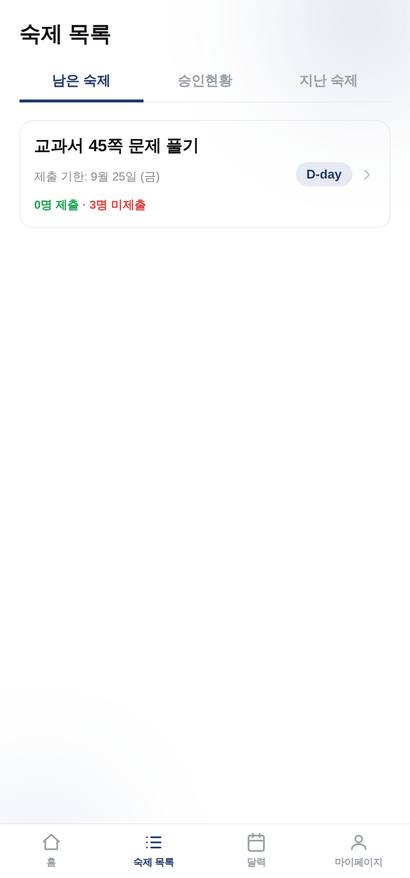 숙제 목록
남은 숙제
승인현황
지난 숙제
교과서 45쪽 문제 풀기
제출 기한: 9월 25일 (금)
D-day
0명 제출 · 3명 미제출
홈
숙제 목록
달력
마이페이지